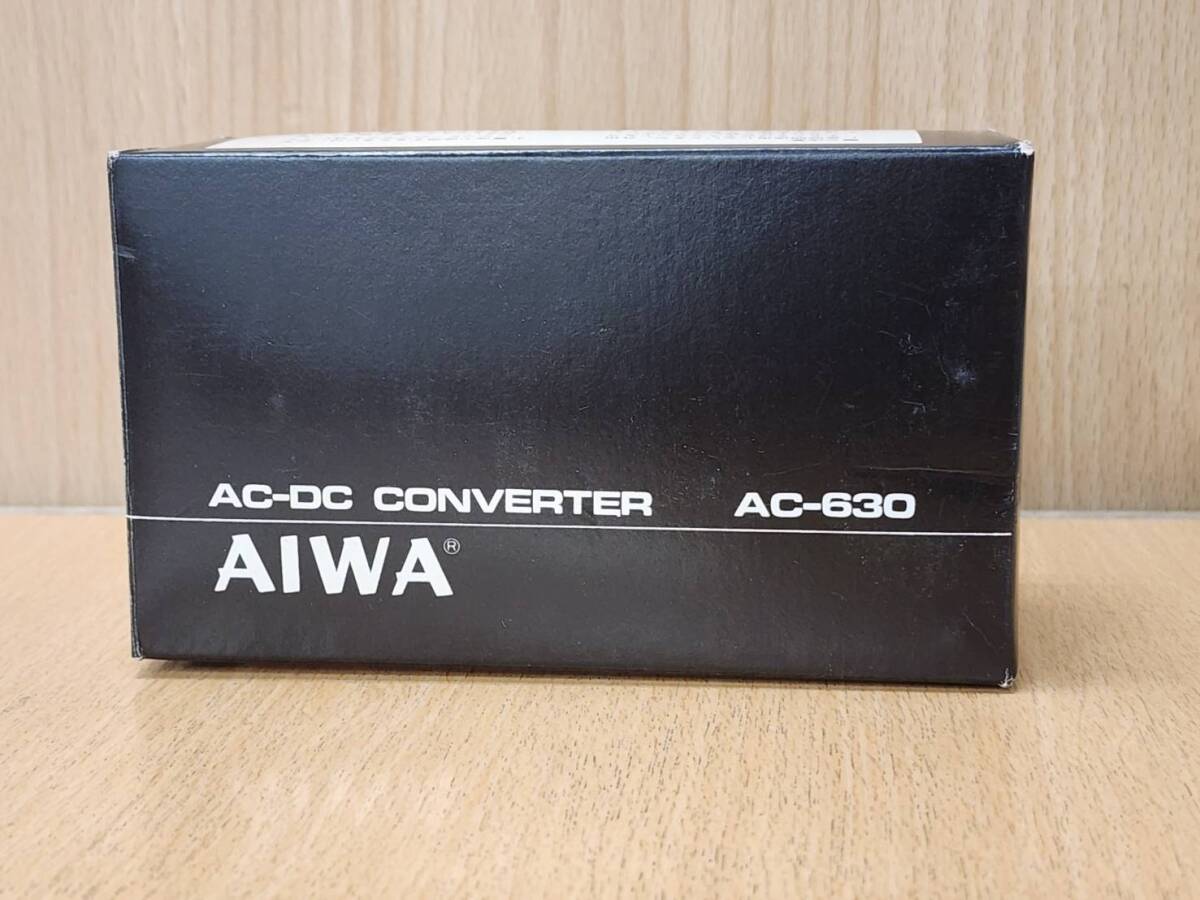 AC-DC CONVERTER AC-630
AIWA®